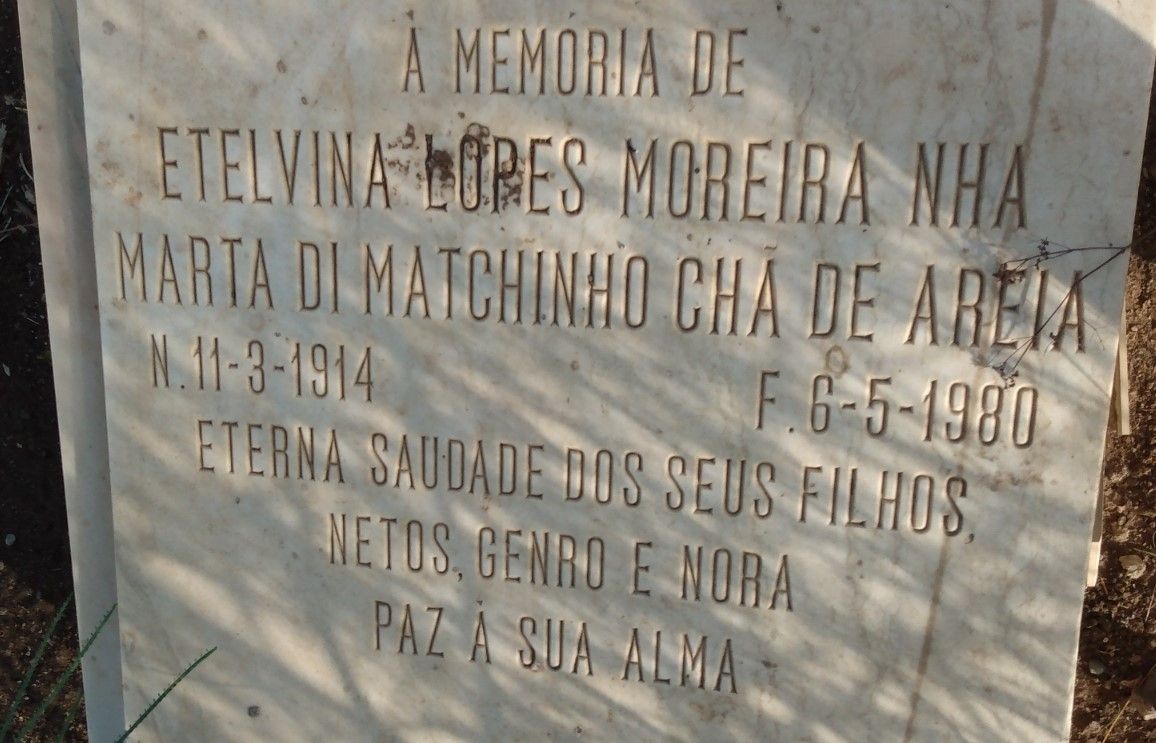 À MEMORIA DE
ETELVINA LOPES MOREIRA NHA
MARTA DI MATCHINHO CHÃ DE AREIA
N. 11-3-1914 F. 6-5-1980
ETERNA SAUDADE DOS SEUS FILHOS,
NETOS, GENRO E NORA
PAZ À SUA ALMA